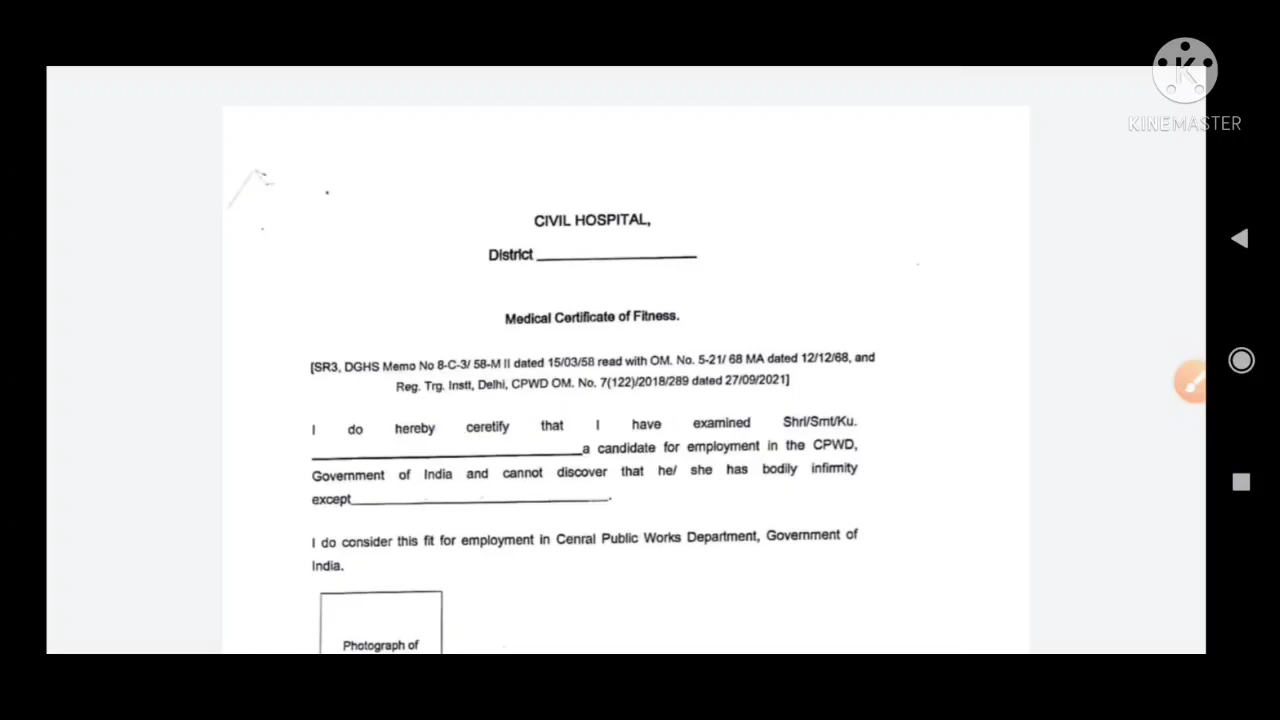 KINEMASTER
CIVIL HOSPITAL,
District
Medical Certificate of Fitness.
[SR3, DGHS Memo No 8-C-3/ 58-M II dated 15/03/58 read with OM. No. 5-21/ 68 MA dated 12/12/68, and
Reg. Trg. Instt, Delhi, CPWD OM. No. 7(122)/2018/289 dated 27/09/2021]
I do hereby ceretify that I have examined Shri/Smt/Ku.
a candidate for employment in the CPWD,
Government of India and cannot discover that he/ she has bodily infirmity
except.
I do consider this fit for employment in Cenral Public Works Department, Government of
India.
Photograph of